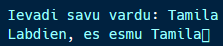 Ievadi savu vardu: Tamila
Labdien, es esmu Tamila